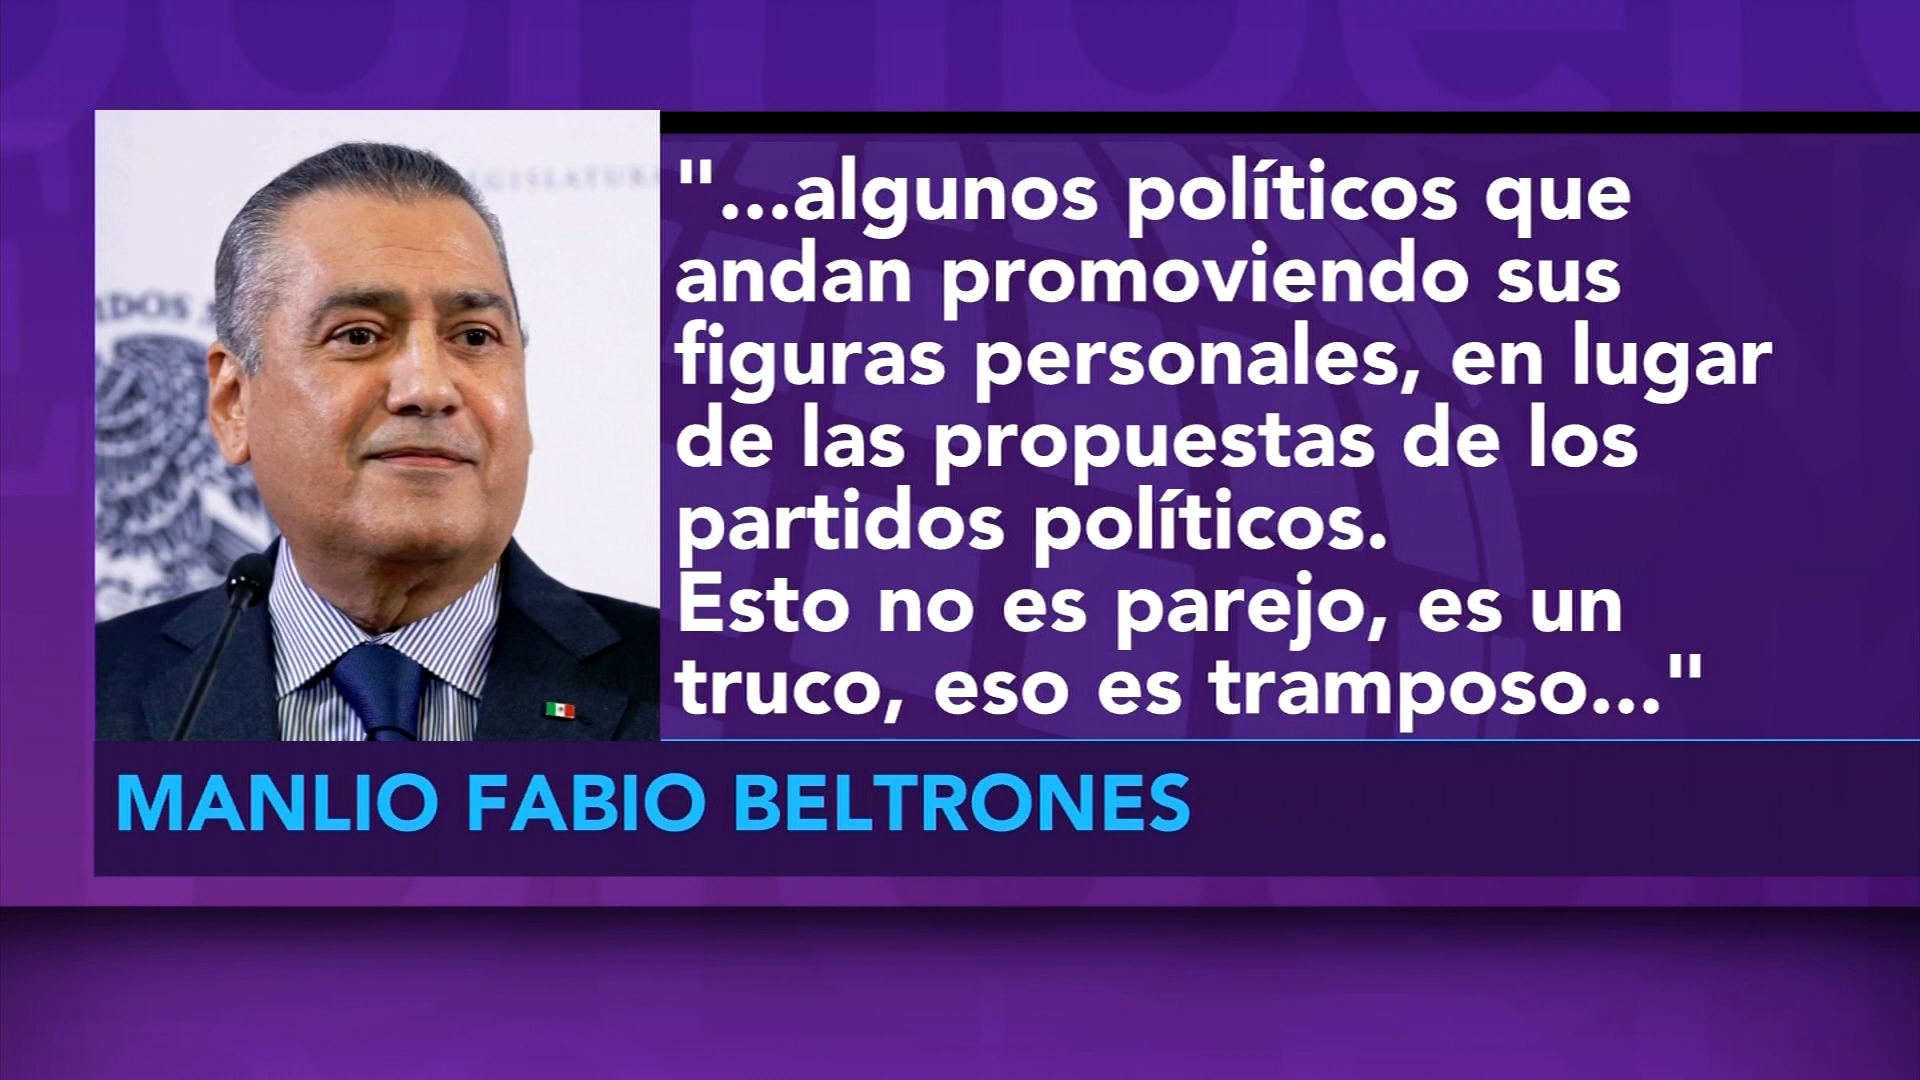 "...algunos políticos que
andan promoviendo sus
figuras personales, en lugar
de las propuestas de los
partidos políticos.
Esto no es parejo, es un
truco, eso es tramposo..."
MANLIO FABIO BELTRONES